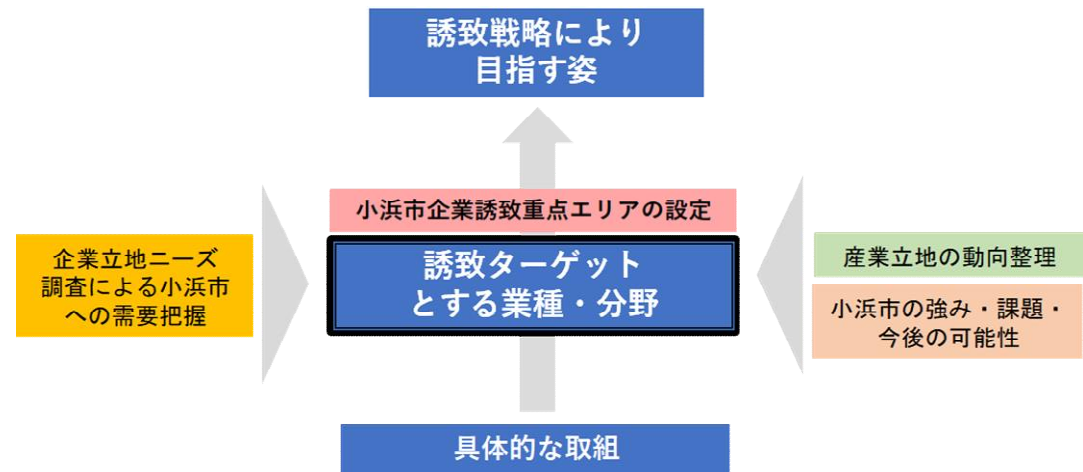 誘致戦略により
目指す姿
小浜市企業誘致重点エリアの設定
企業立地ニーズ
調査による小浜市
への需要把握
誘致ターゲット
とする業種・分野
産業立地の動向整理
小浜市の強み・課題・
今後の可能性
具体的な取組